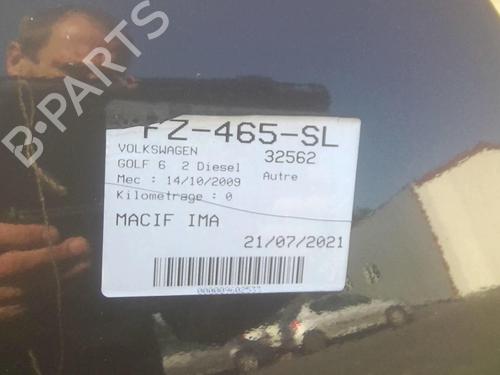 B-PARTS
FZ-465-SL
VOLKSWAGEN 32562
GOLF 6 2 Diesel Autre
Mec : 14/10/2009
Kilometrage : 0
MACIF IMA
21/07/2021